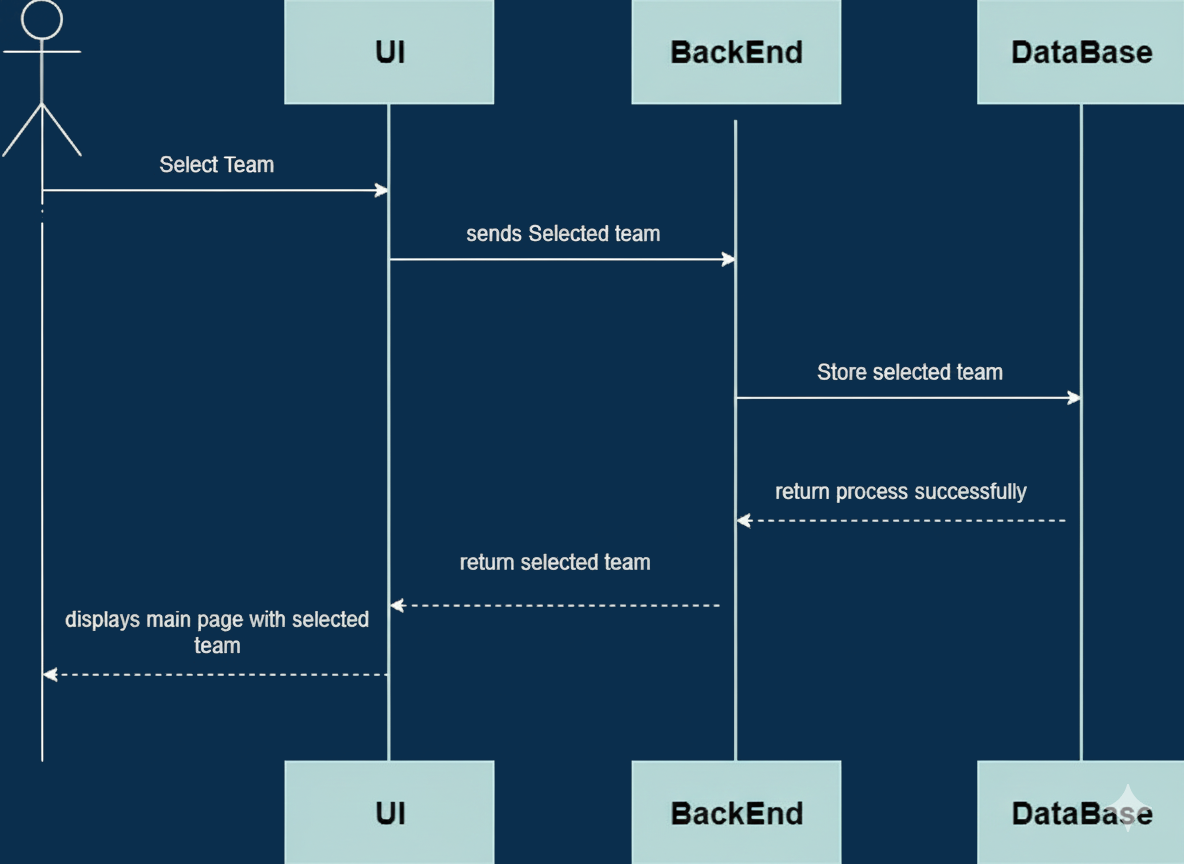 UI
BackEnd
DataBase
Select Team
sends Selected team
Store selected team
return process successfully
return selected team
displays main page with selected
team
UI
BackEnd
DataBase